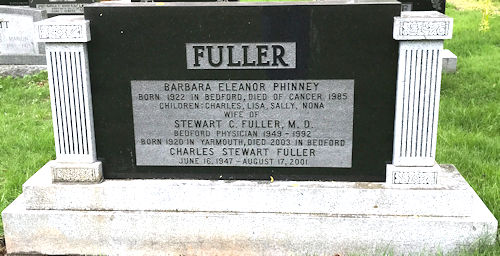 FULLER
BARBARA ELEANOR PHINNEY
BORN 1922 IN BEDFORD, DIED OF CANCER 1985
CHILDREN: CHARLES, LISA, SALLY, NONA
WIFE OF
STEWART C. FULLER, M. D.
BEDFORD PHYSICIAN 1949 - 1992
BORN 1920 IN YARMOUTH, DIED 2003 IN BEDFORD
CHARLES STEWART FULLER
JUNE 16, 1947 - AUGUST 17, 2001